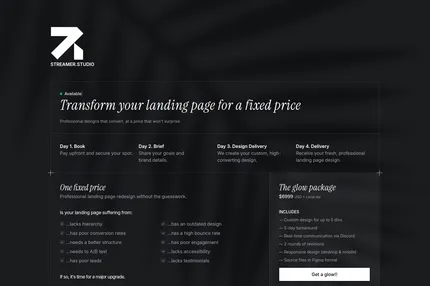 STREAMER.STUDIO
Available
Transform your landing page for a fixed price
Professional designs that convert, at a price that won't surprise
Day 1. Book
Pay upfront and secure your spot
Day 2. Brief
Share your goals and
brand details.
Day 3. Design Delivery
We create your custom, high-
converting design.
Day 4. Delivery
Receive your fresh, professional
landing page design
One fixed price
Professional landing page redesign without the guesswork.
Is your landing page suffering from:
...lacks hierarchy
...has poor conversion rates
...needs a better structure
...needs to A/B test
...has poor leads
...has an outdated design
...has a high bounce rate
...has poor engagement
...lacks accessibility
...lacks testimonials
If so, it's time for a major upgrade.
The glow package
INCLUDES
— Custom design for up to 5
— 5-day turnaround
— Real-time communication via Discord
— 2 rounds of revisions
— Responsive design (desktop & mobile)
— Source files in Figma format
Get a glow!!